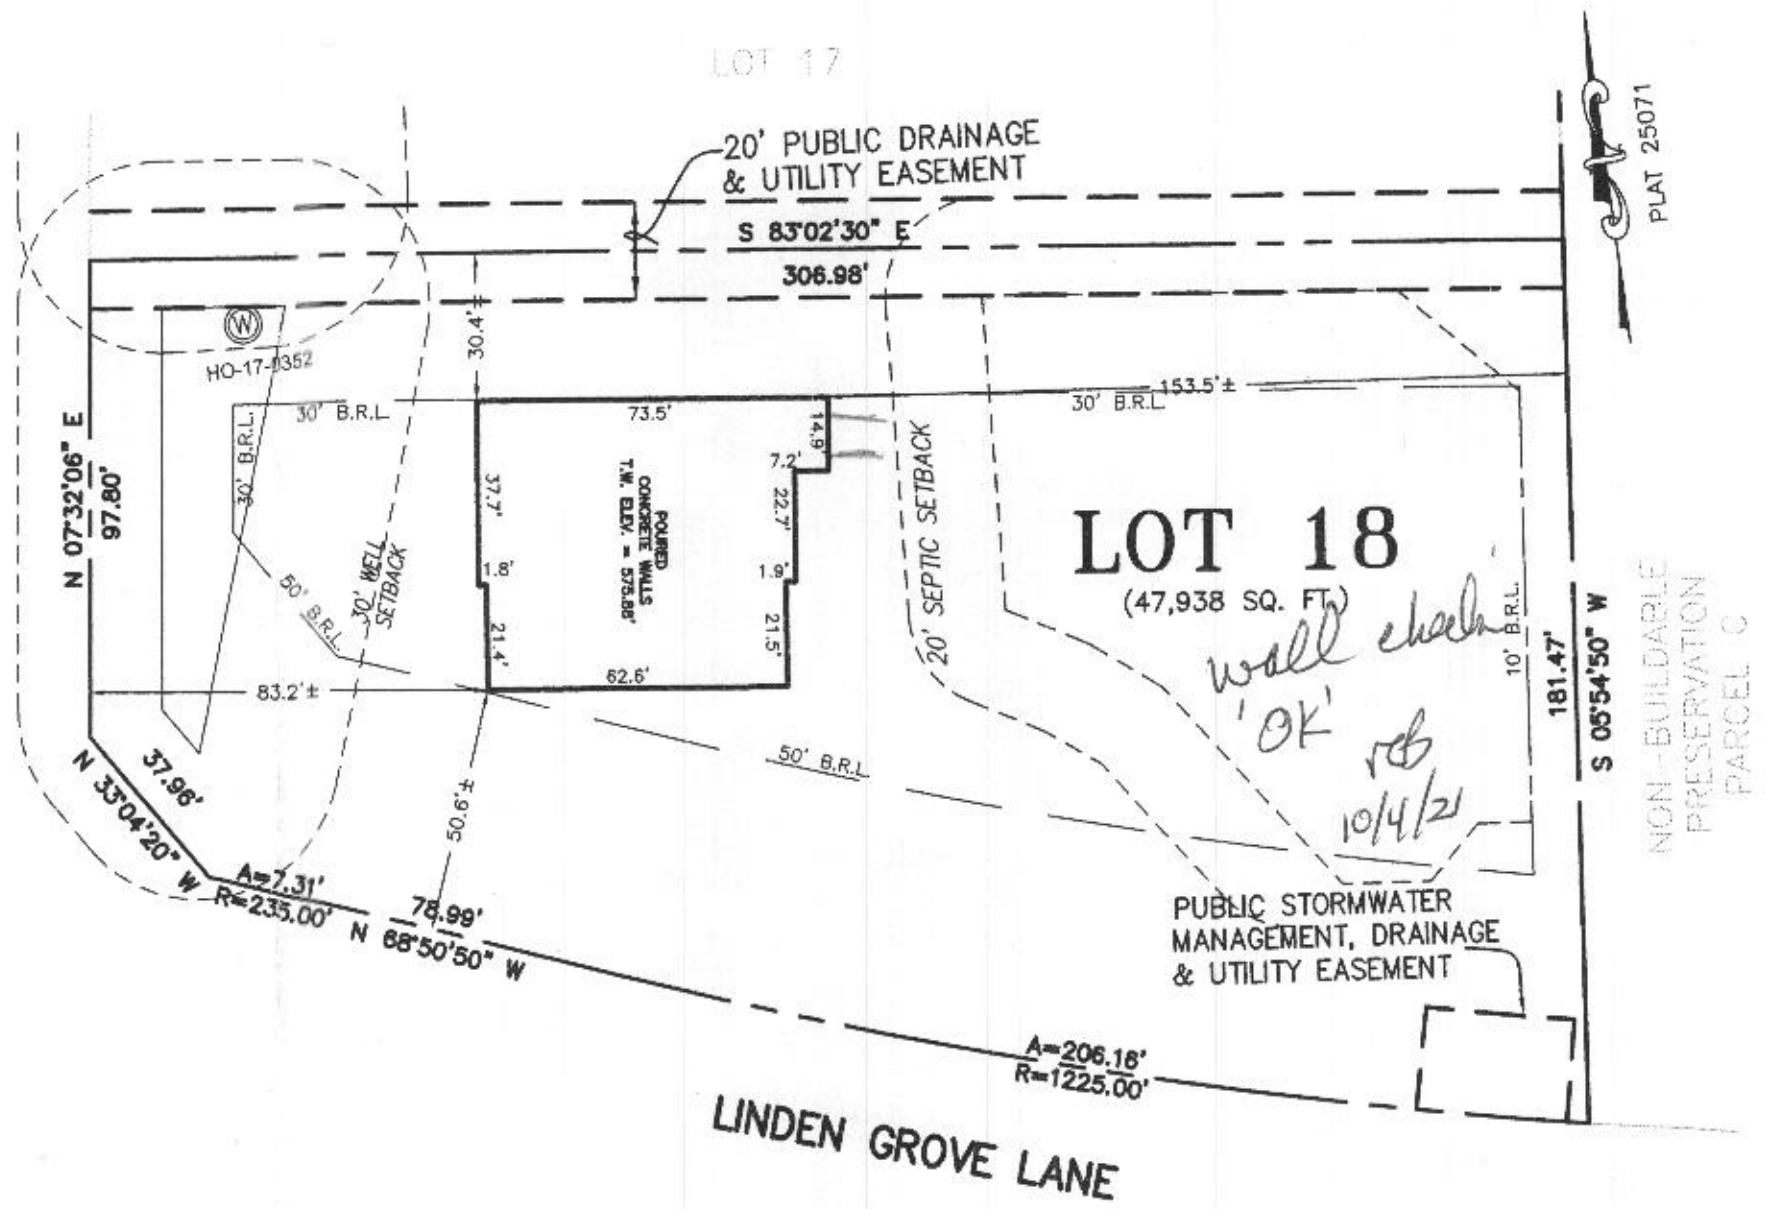 LOT 17
20' PUBLIC DRAINAGE
& UTILITY EASEMENT
PLAT 25071
S 83°02'30" E
306.98'
30.4'±
W
HO-17-0352
30' B.R.L.
73.5'
14.9'
7.2'
153.5'±
30' B.R.L.
30' B.R.L.
N 07°32'06" E
97.80'
37.7'
1.8'
21.4'
POURED
CONCRETE WALLS
T.W. ELEV. = 575.88'
22.7'
1.9'
21.5'
62.6'
20' SEPTIC SETBACK
LOT 18
(47,938 SQ. FT.)
wall check
'OK'
rcb
10/4/21
10' B.R.L.
181.47'
S 05°54'50" W
NON-BUILDABLE
PRESERVATION
PARCEL C
50' B.R.L.
30' WELL
SETBACK
83.2'±
50.6'±
50' B.R.L.
37.96'
N 33°04'20" W
A=7.31'
R=235.00'
78.99'
N 68°50'50" W
PUBLIC STORMWATER
MANAGEMENT, DRAINAGE
& UTILITY EASEMENT
A=206.16'
R=1225.00'
LINDEN GROVE LANE